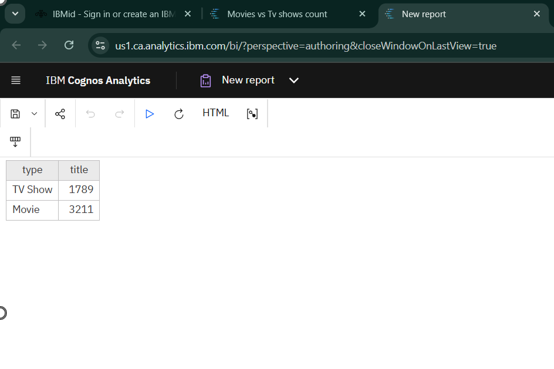 IBMid - Sign in or create an IBM
Movies vs Tv shows count
New report
us1.ca.analytics.ibm.com/bi/?perspective=authoring&closeWindowOnLastView=true
IBM Cognos Analytics
New report
HTML
type title
TV Show 1789
Movie 3211